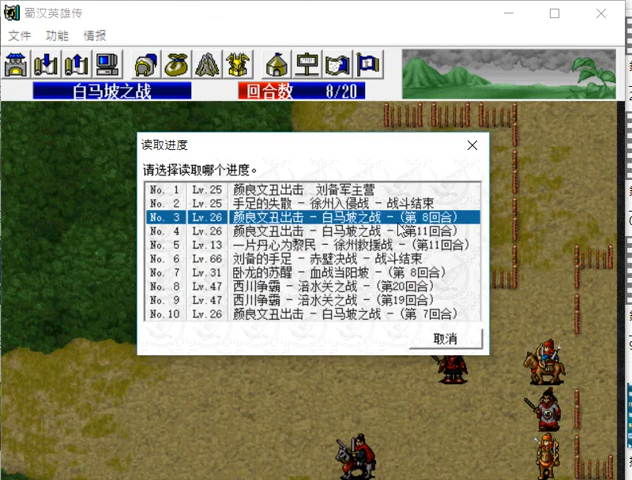 蜀汉英雄传
文件 功能 情报
白马坡之战 回合数 8/20
读取进度
请选择读取哪个进度。
No. 1 Lv.25 颜良文丑出击 刘备军主营
No. 2 Lv.25 手足的失散－徐州入侵战－战斗结束
No. 3 Lv.26 颜良文丑出击－白马坡之战－(第 8回合)
No. 4 Lv.26 颜良文丑出击－白马坡之战－(第11回合)
No. 5 Lv.13 一片丹心为黎民－徐州救援战－(第11回合)
No. 6 Lv.66 刘备的手足－赤壁决战－战斗结束
No. 7 Lv.31 卧龙的苏醒－血战当阳坡－(第 8回合)
No. 8 Lv.47 西川争霸－涪水关之战－(第20回合)
No. 9 Lv.47 西川争霸－涪水关之战－(第19回合)
No.10 Lv.26 颜良文丑出击－白马坡之战－(第 7回合)
取消